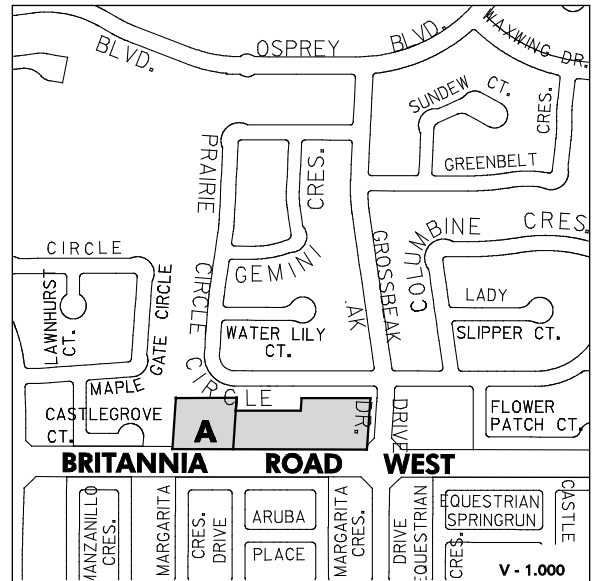 OSPREY
BLVD.
BLVD.
WAXWING DR.
SUNDEW CT.
CRES.
GREENBELT
PRAIRIE
CIRCLE
CIRCLE
CRES.
GEMINI
COLUMBINE CRES.
GROSSBEAK
AK
DR.
DRIVE
CIRCLE
LAWNHURST
CT.
GATE CIRCLE
MAPLE
WATER LILY
CT.
LADY
SLIPPER CT.
CASTLEGROVE
CT.
FLOWER
PATCH CT.
A
BRITANNIA ROAD WEST
MANZANILLO
CRES.
MARGARITA
CRES.
DRIVE
ARUBA
PLACE
MARGARITA
CRES.
DRIVE
EQUESTRIAN
EQUESTRIAN
SPRINGRUN
CRES.
CASTLE
V - 1.000